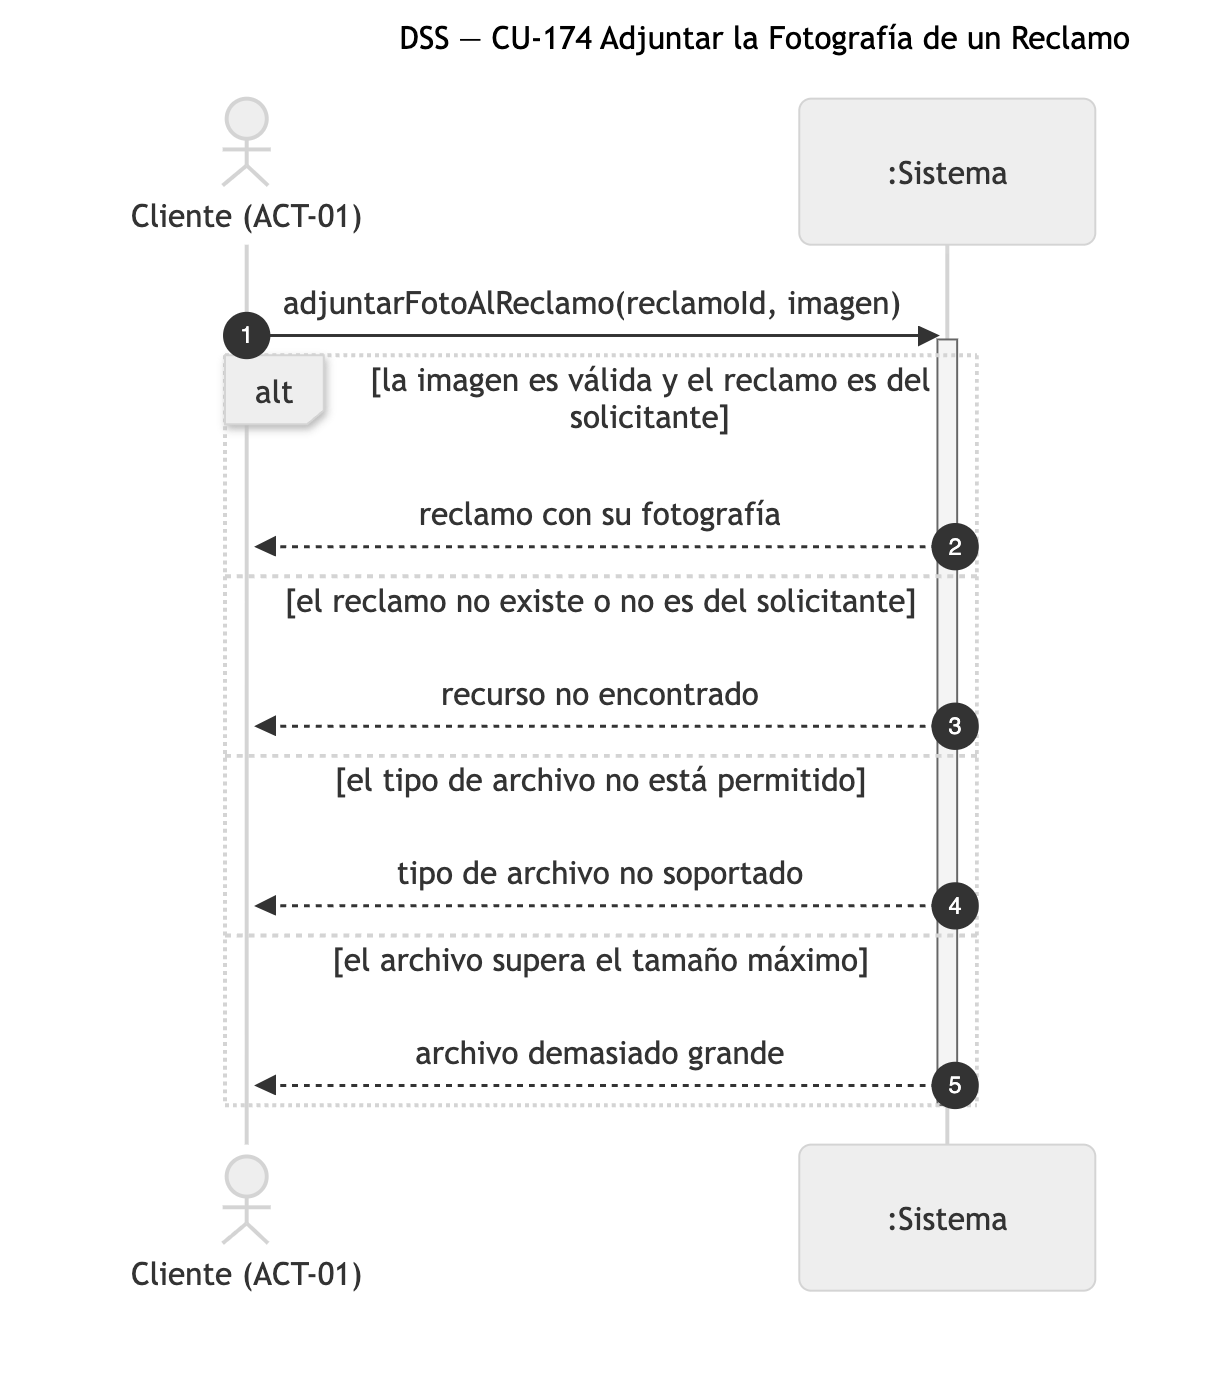 DSS — CU-174 Adjuntar la Fotografía de un Reclamo
Cliente (ACT-01)
:Sistema
adjuntarFotoAlReclamo(reclamoId, imagen)
1
alt
[la imagen es válida y el reclamo es del
solicitante]
reclamo con su fotografía
2
[el reclamo no existe o no es del solicitante]
recurso no encontrado
3
[el tipo de archivo no está permitido]
tipo de archivo no soportado
4
[el archivo supera el tamaño máximo]
archivo demasiado grande
5
Cliente (ACT-01)
:Sistema